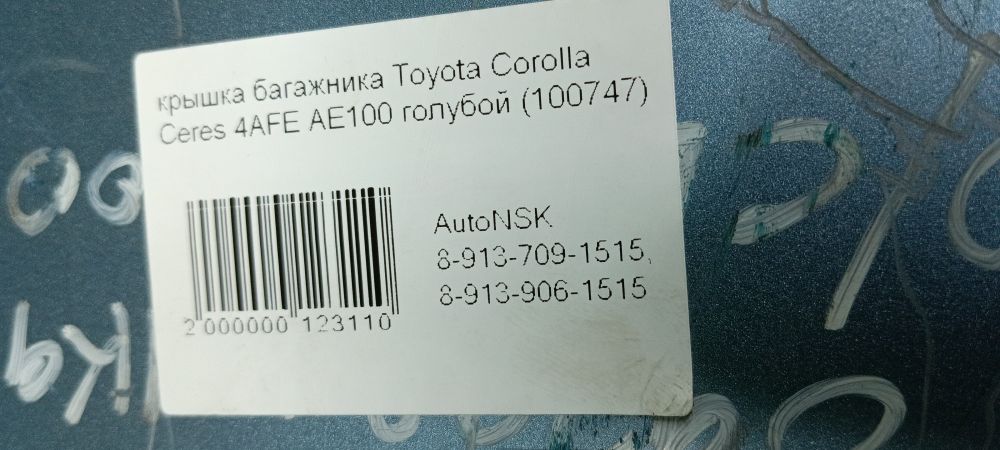 крышка багажника Toyota Corolla
Ceres 4AFE AE100 голубой (100747)
AutoNSK
8-913-709-1515,
8-913-906-1515
2 000000 123110